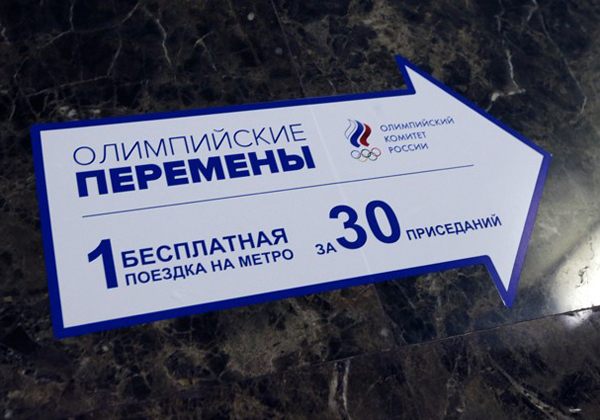 ОЛИМПИЙСКИЕ
ПЕРЕМЕНЫ
ОЛИМПИЙСКИЙ
КОМИТЕТ
РОССИИ
1 БЕСПЛАТНАЯ
ПОЕЗДКА НА МЕТРО
ЗА 30 ПРИСЕДАНИЙ